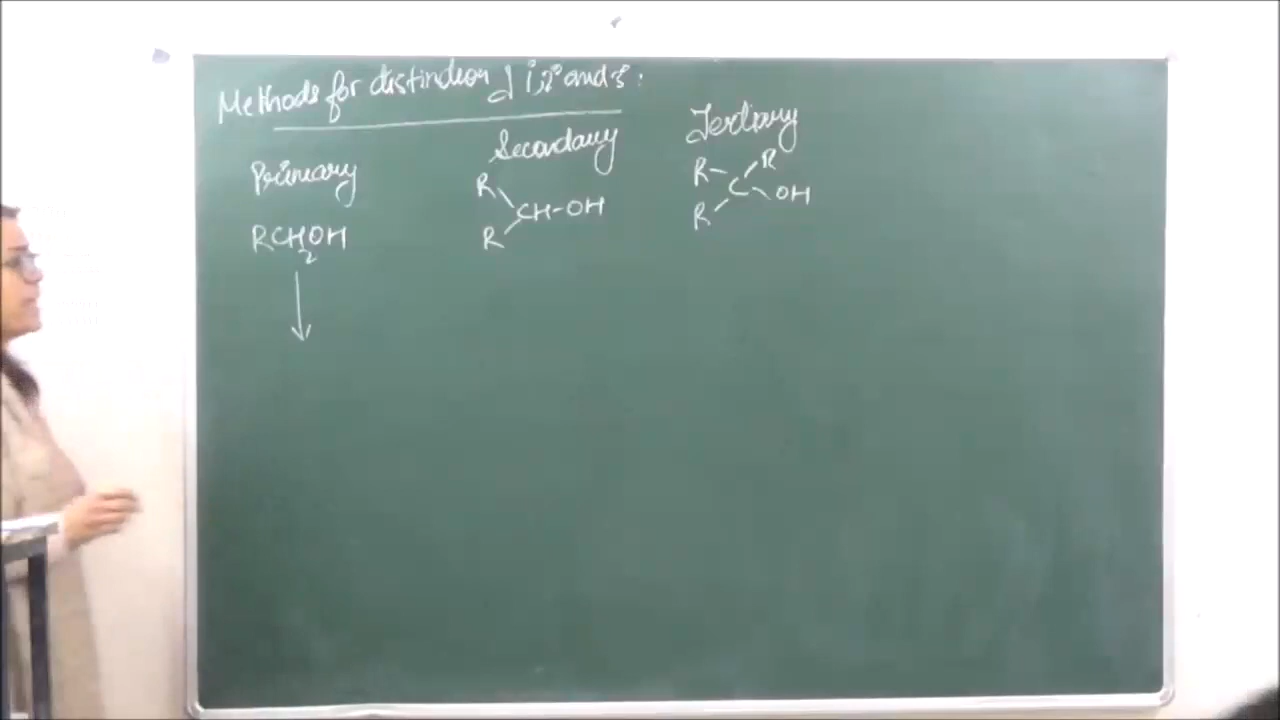 Methods for distinction of 1°, 2° and 3° :
Primary Secondary Tertiary
RCH₂OH
R
R
CH-OH
R R
C
R OH